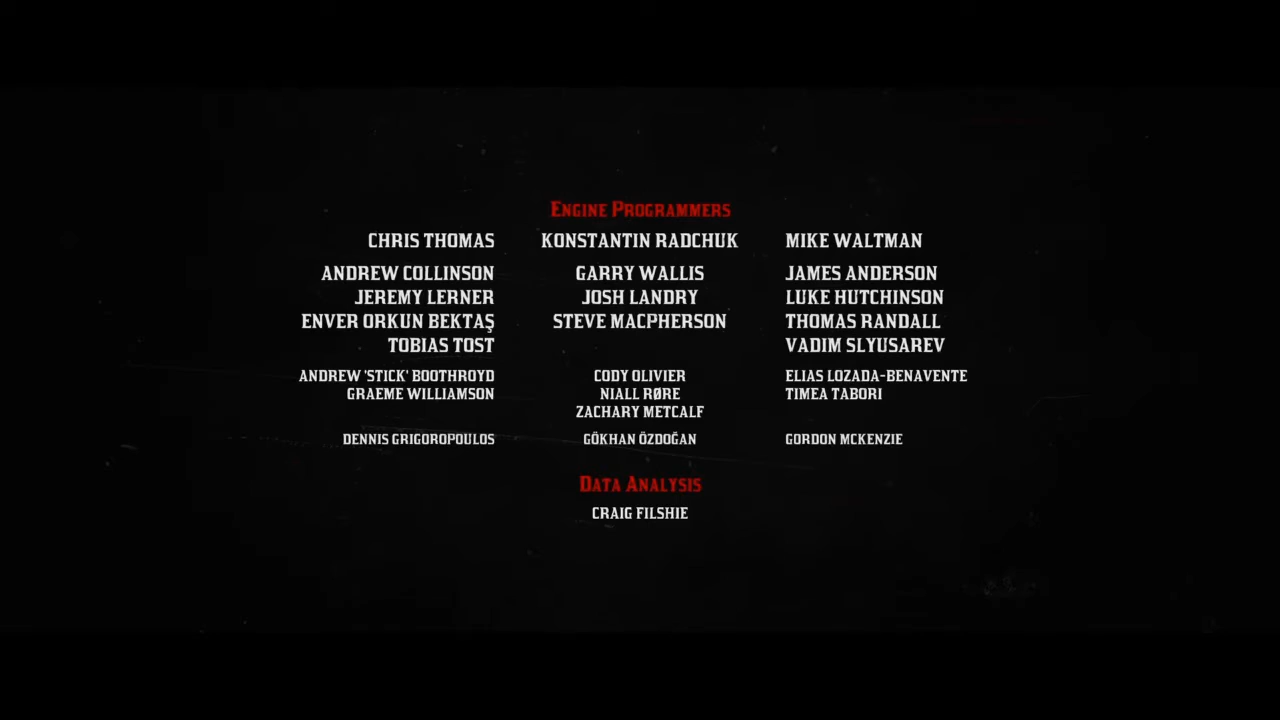 Engine Programmers
CHRIS THOMAS KONSTANTIN RADCHUK MIKE WALTMAN
ANDREW COLLINSON GARRY WALLIS JAMES ANDERSON
JEREMY LERNER JOSH LANDRY LUKE HUTCHINSON
ENVER ORKUN BEKTAŞ STEVE MACPHERSON THOMAS RANDALL
TOBIAS TOST VADIM SLYUSAREV
ANDREW 'STICK' BOOTHROYD CODY OLIVIER ELIAS LOZADA-BENAVENTE
GRAEME WILLIAMSON NIALL RØRE TIMEA TABORI
ZACHARY METCALF
DENNIS GRIGOROPOULOS GÖKHAN ÖZDOĞAN GORDON MCKENZIE
Data Analysis
CRAIG FILSHIE